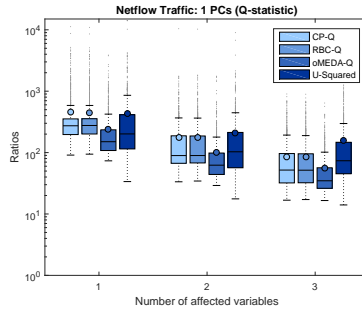 Netflow Traffic: 1 PCs (Q-statistic)
10^4
10^3
10^2
10^1
10^0
Ratios
CP-Q
RBC-Q
oMEDA-Q
U-Squared
1 2 3
Number of affected variables